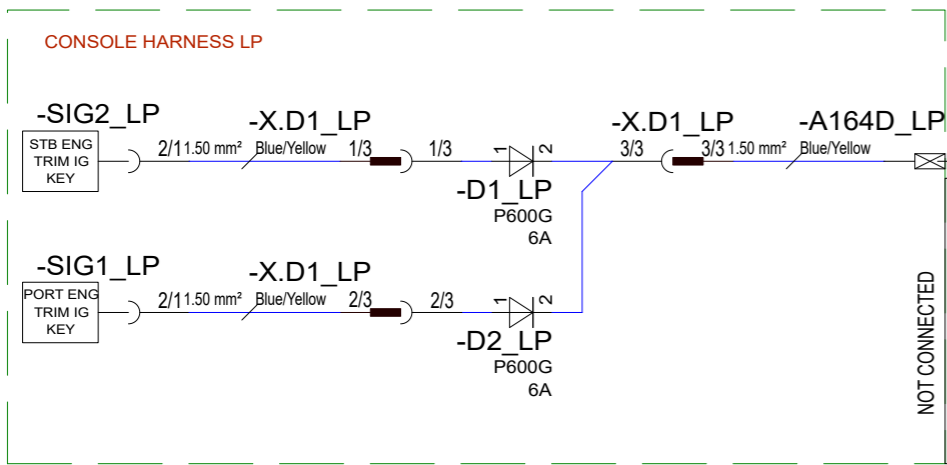 CONSOLE HARNESS LP
-SIG2_LP
-X.D1_LP
-X.D1_LP
-A164D_LP
STB ENG
TRIM IG
KEY
2/1
1.50 mm²
Blue/Yellow
1/3
1/3
1
2
3/3
3/3
1.50 mm²
Blue/Yellow
-D1_LP
P600G
6A
-SIG1_LP
-X.D1_LP
PORT ENG
TRIM IG
KEY
2/1
1.50 mm²
Blue/Yellow
2/3
2/3
1
2
-D2_LP
P600G
6A
NOT CONNECTED